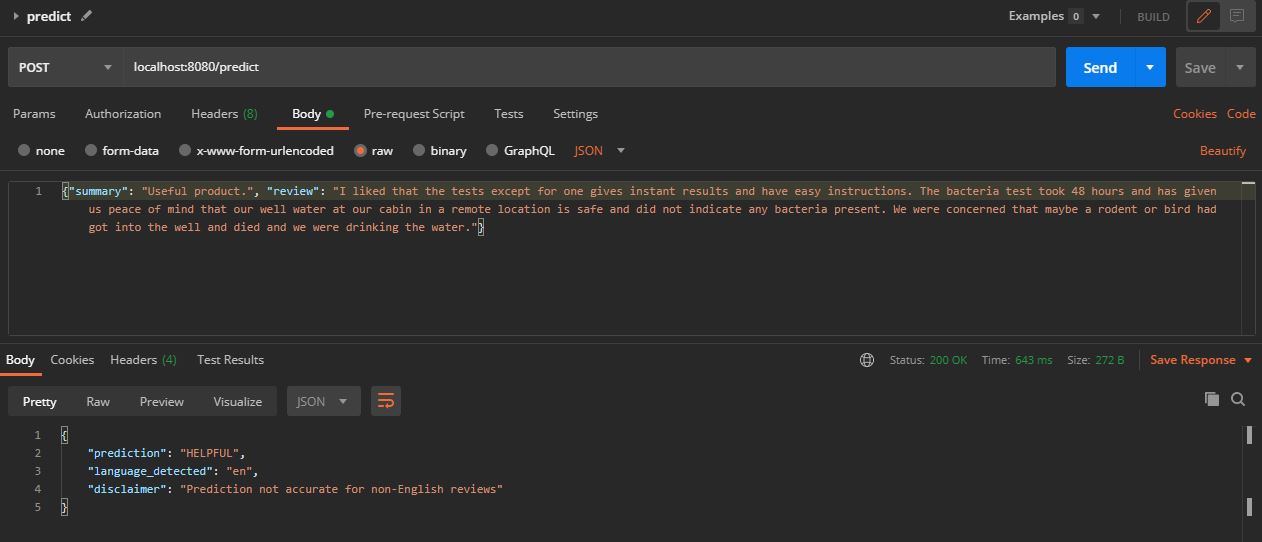 predict
Examples 0 BUILD
POST localhost:8080/predict Send Save
Params Authorization Headers (8) Body Pre-request Script Tests Settings Cookies Code
none form-data x-www-form-urlencoded raw binary GraphQL JSON Beautify
1 {"summary": "Useful product.", "review": "I liked that the tests except for one gives instant results and have easy instructions. The bacteria test took 48 hours and has given
us peace of mind that our well water at our cabin in a remote location is safe and did not indicate any bacteria present. We were concerned that maybe a rodent or bird had
got into the well and died and we were drinking the water."}
Body Cookies Headers (4) Test Results Status: 200 OK Time: 643 ms Size: 272 B Save Response
Pretty Raw Preview Visualize JSON
1 {
2 "prediction": "HELPFUL",
3 "language_detected": "en",
4 "disclaimer": "Prediction not accurate for non-English reviews"
5 }